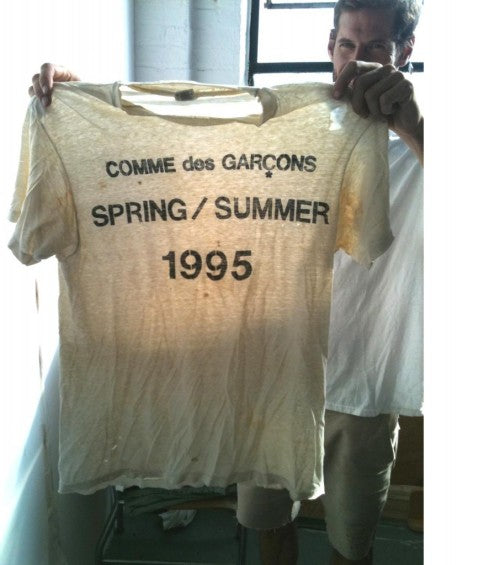 COMME des GARÇONS
SPRING / SUMMER
1995